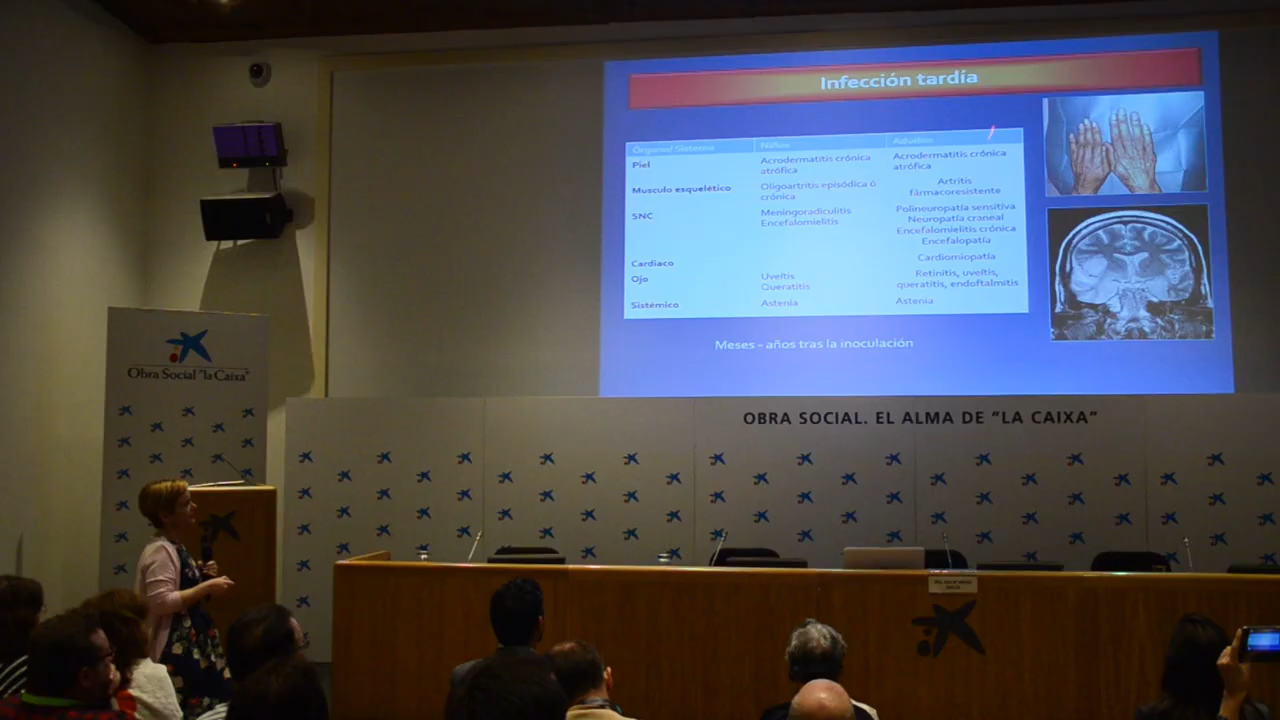 Infección tardía
Órgano/ Sistema Niños Adultos
Piel Acrodermatitis crónica atrófica Acrodermatitis crónica atrófica
Musculo esquelético Oligoartritis episódica ó crónica Artritis fármacoresistente
SNC Meningoradiculitis Encefalomielitis Polineuropatía sensitiva Neuropatía craneal Encefalomielitis crónica Encefalopatía
Cardiaco Cardiomiopatía
Ojo Uveítis Queratitis Retinitis, uveítis, queratitis, endoftalmitis
Sistémico Astenia Astenia
Meses - años tras la inoculación
Obra Social "la Caixa"
OBRA SOCIAL. EL ALMA DE "LA CAIXA"